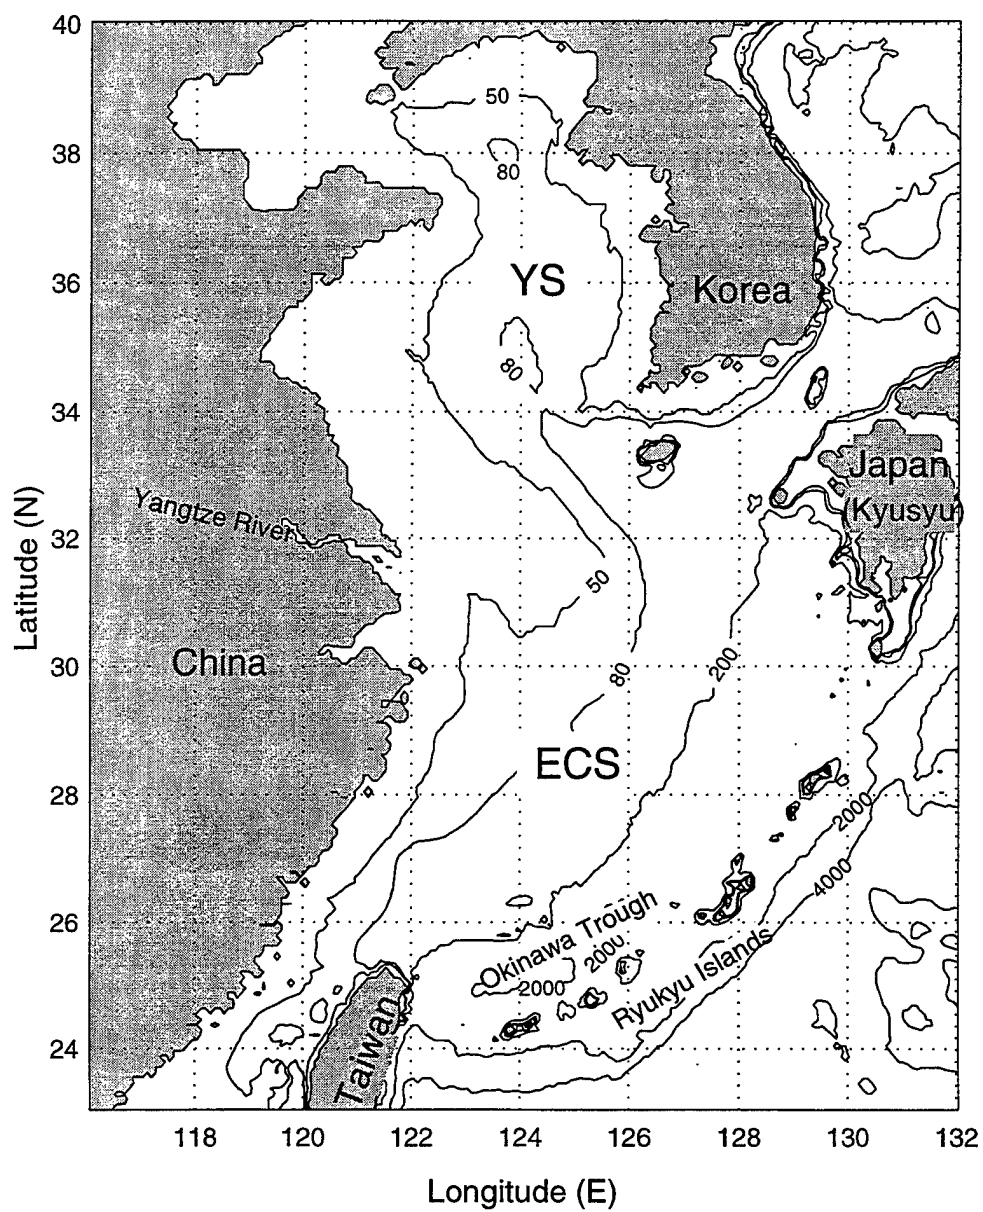 40
50
38
80
YS
36
Korea
80
34
Japan
(Kyusyu)
Yangtze River
32
50
Latitude (N)
China
30
80
200
ECS
28
2000
4000
26
Okinawa Trough
2000
2000
Ryukyu Islands
24
Taiwan
118
120
122
124
126
128
130
132
Longitude (E)